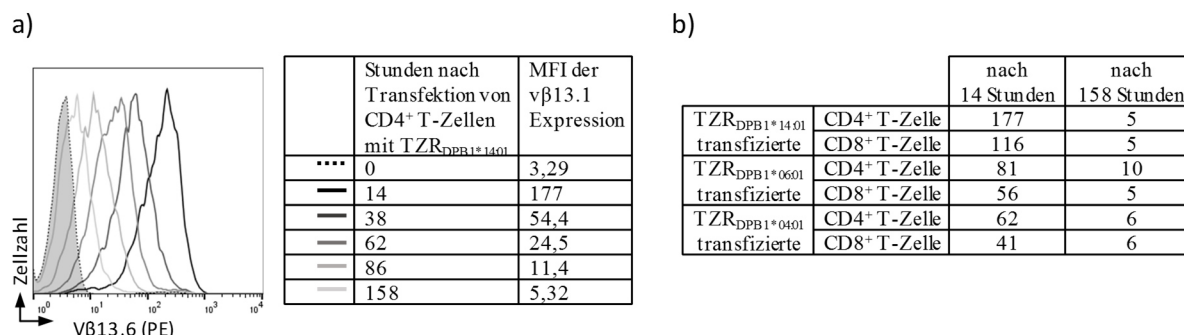 a)
Zellzahl
10⁰ 10¹ 10² 10³ 10⁴
Vβ13.6 (PE)
Stunden nach
Transfektion von
CD4⁺ T-Zellen
mit TZR_DPB1*14:01
MFI der
vβ13.1
Expression
0 3,29
14 177
38 54,4
62 24,5
86 11,4
158 5,32
b)
nach
14 Stunden
nach
158 Stunden
TZR_DPB1*14:01
transfizierte
CD4⁺ T-Zelle 177 5
CD8⁺ T-Zelle 116 5
TZR_DPB1*06:01
transfizierte
CD4⁺ T-Zelle 81 10
CD8⁺ T-Zelle 56 5
TZR_DPB1*04:01
transfizierte
CD4⁺ T-Zelle 62 6
CD8⁺ T-Zelle 41 6